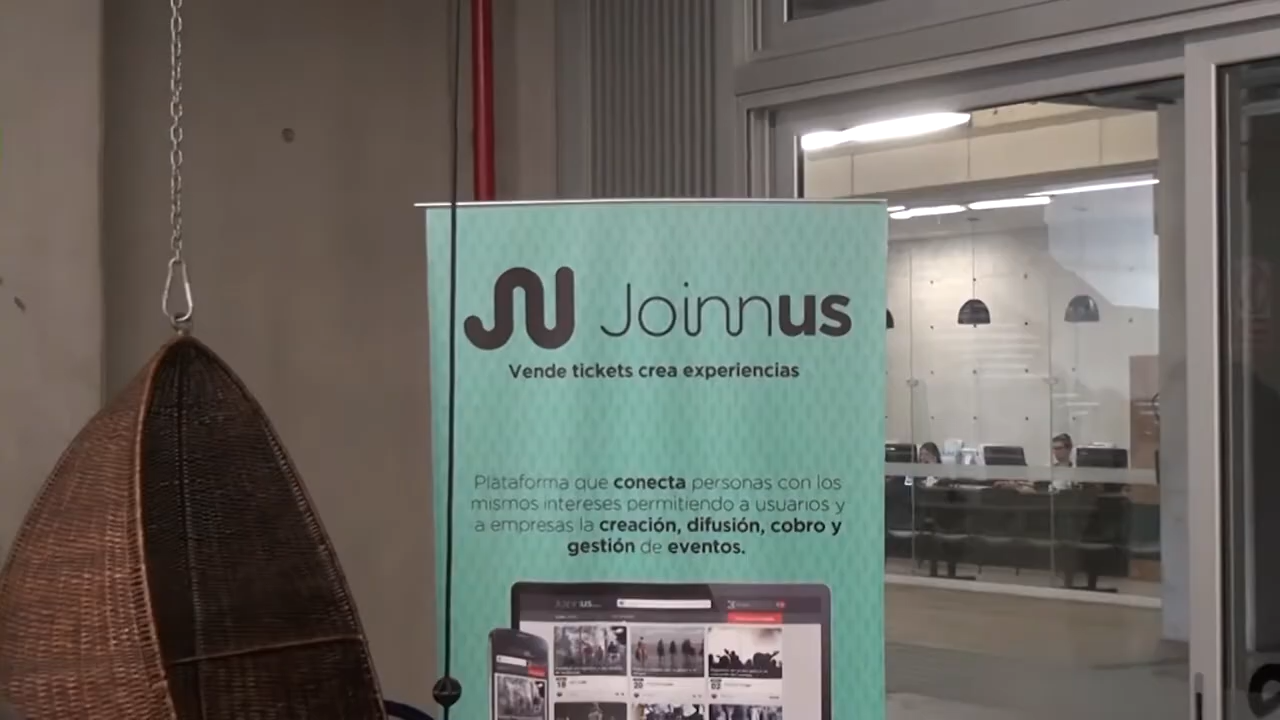 Joinnus
Vende tickets crea experiencias
Plataforma que conecta personas con los
mismos intereses permitiendo a usuarios y
a empresas la creación, difusión, cobro y
gestión de eventos.
Joinnus